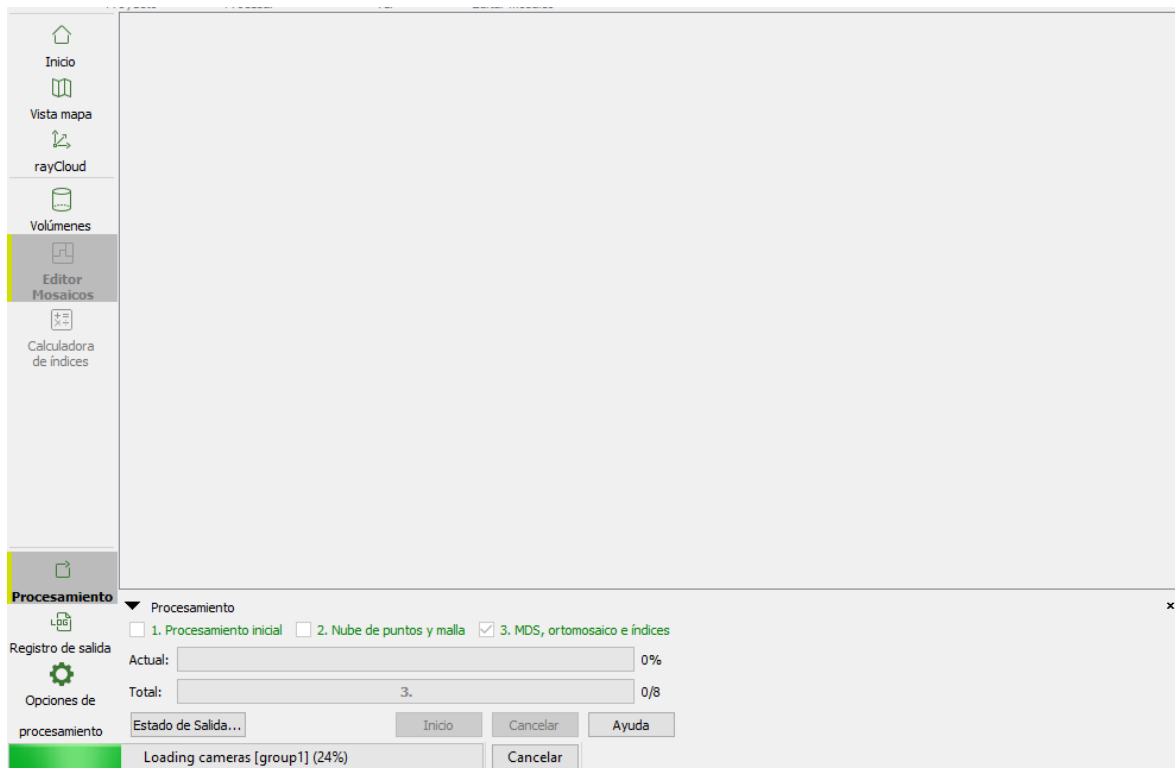 Inicio
Vista mapa
rayCloud
Volúmenes
Editor
Mosaicos
Calculadora
de índices
Procesamiento
LOG
Registro de salida
Opciones de
procesamiento
Procesamiento x
1. Procesamiento inicial 2. Nube de puntos y malla 3. MDS, ortomosaico e índices
Actual: 0%
Total: 3. 0/8
Estado de Salida... Inicio Cancelar Ayuda
Loading cameras [group1] (24%) Cancelar